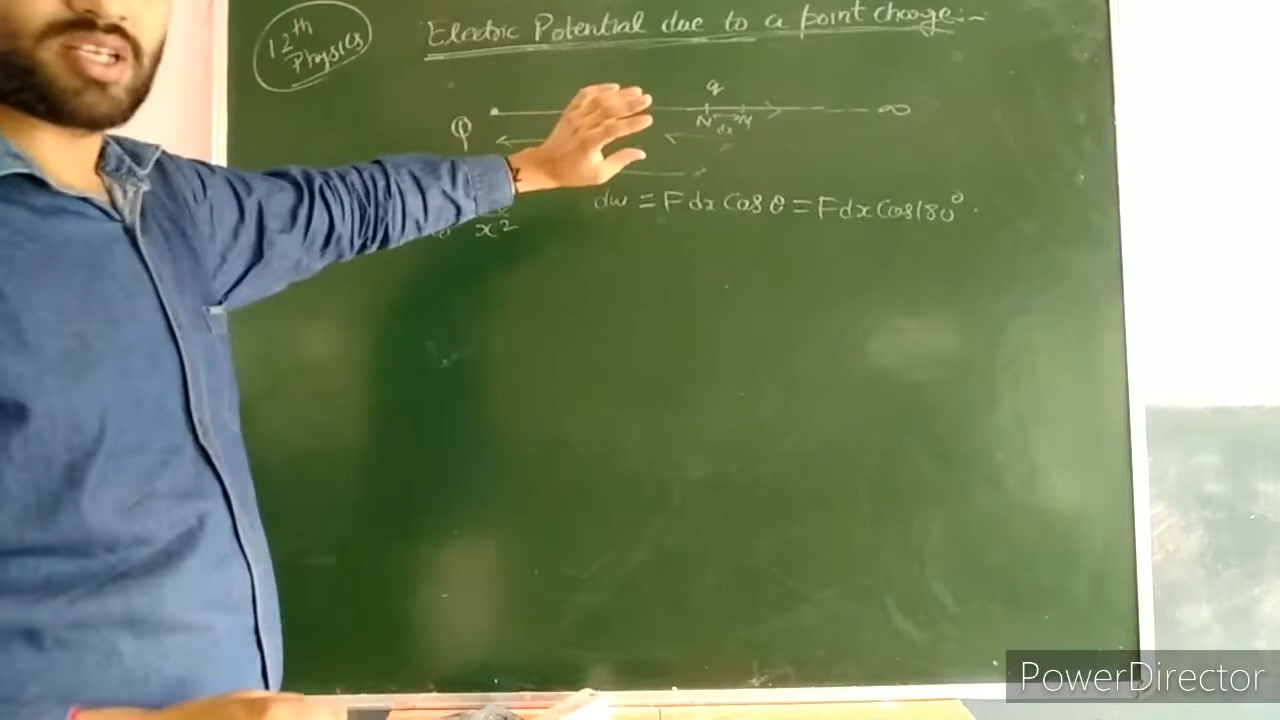 12th Physics
Electric Potential due to a point charge:-
q
∞
Q
N dx M
dw = F dx Cos θ = F dx Cos 180°.
x²
PowerDirector